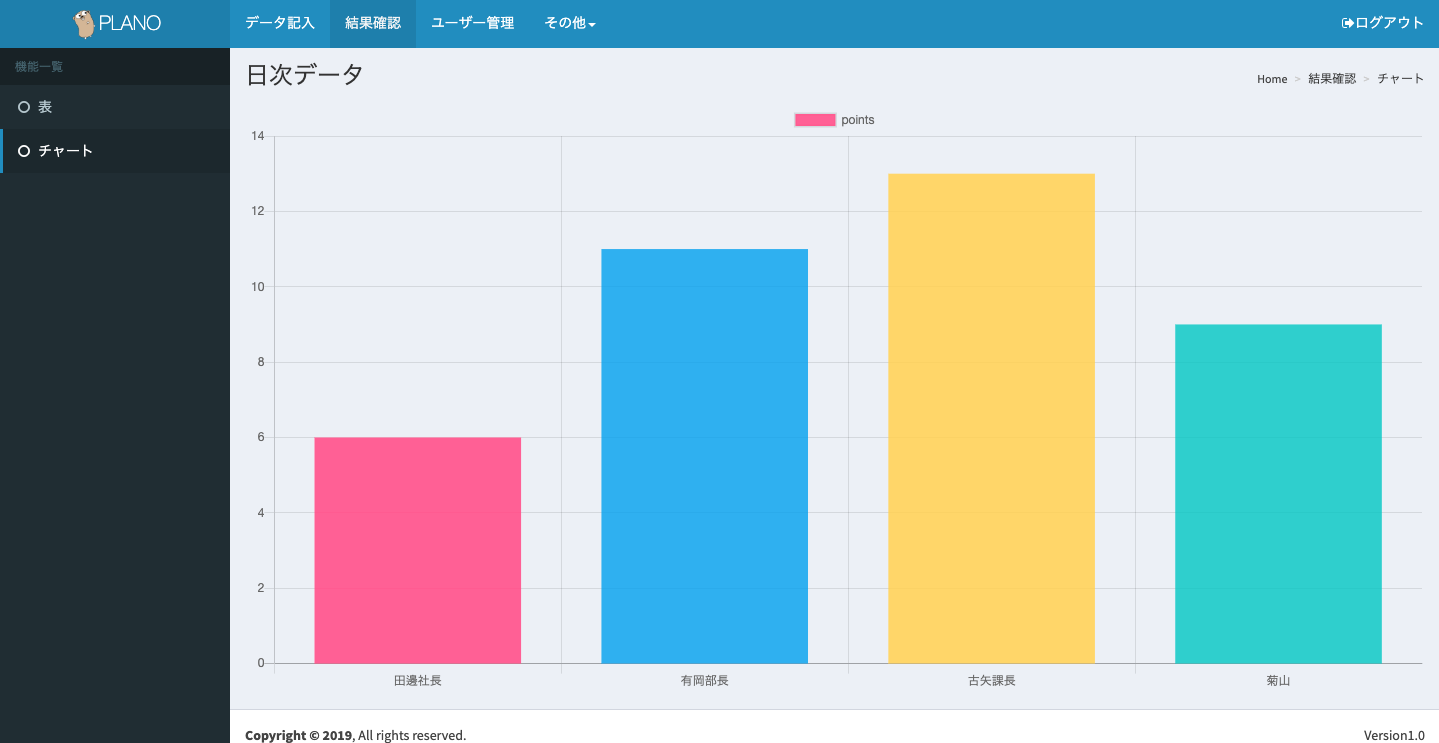 PLANO データ記入 結果確認 ユーザー管理 その他 ログアウト
機能一覧
表
チャート
日次データ
Home > 結果確認 > チャート
points
14
12
10
8
6
4
2
0
田邊社長 有岡部長 古矢課長 菊山
Copyright © 2019, All rights reserved. Version1.0